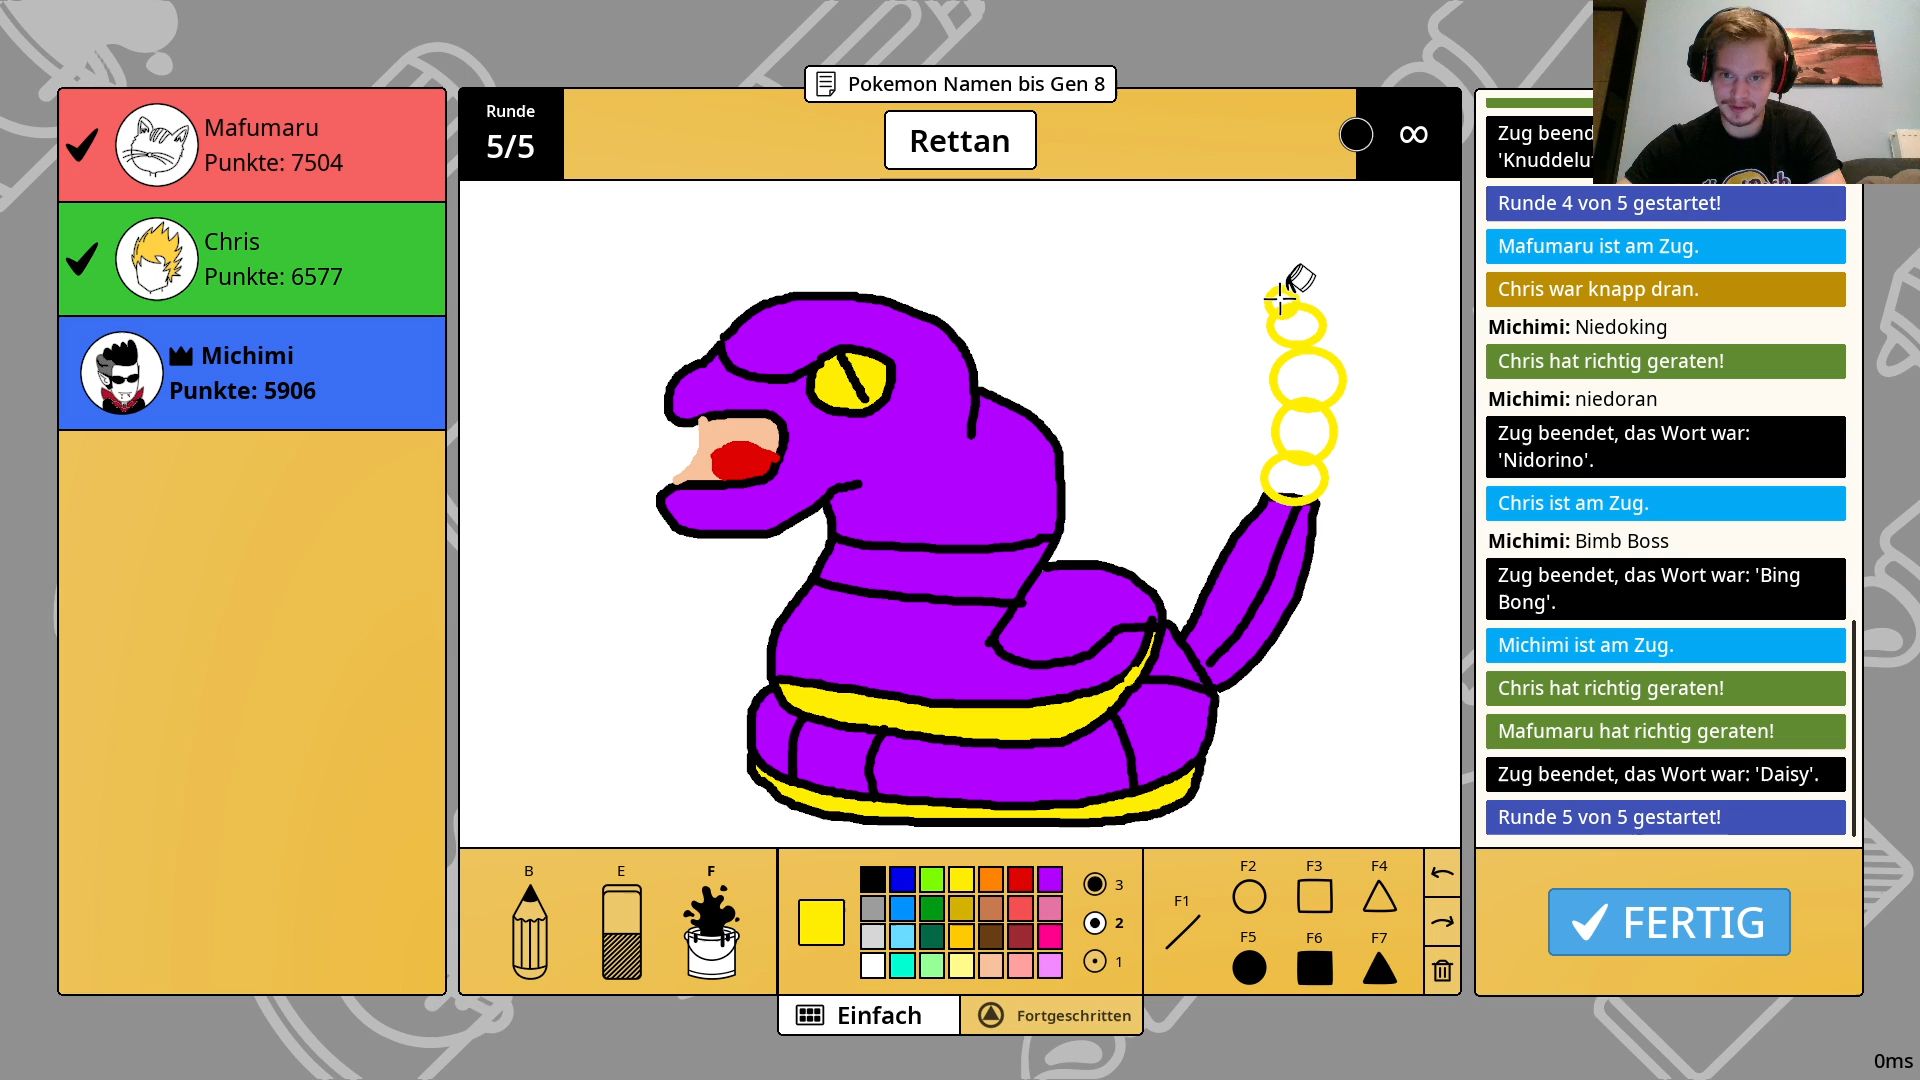 Pokemon Namen bis Gen 8
Runde
5/5
Rettan
∞
Mafumaru
Punkte: 7504
Chris
Punkte: 6577
Michimi
Punkte: 5906
Zug beend
'Knuddelu
Runde 4 von 5 gestartet!
Mafumaru ist am Zug.
Chris war knapp dran.
Michimi: Niedoking
Chris hat richtig geraten!
Michimi: niedoran
Zug beendet, das Wort war:
'Nidorino'.
Chris ist am Zug.
Michimi: Bimb Boss
Zug beendet, das Wort war: 'Bing
Bong'.
Michimi ist am Zug.
Chris hat richtig geraten!
Mafumaru hat richtig geraten!
Zug beendet, das Wort war: 'Daisy'.
Runde 5 von 5 gestartet!
B
E
F
3
2
1
F1
F2
F3
F4
F5
F6
F7
FERTIG
Einfach
Fortgeschritten
0ms